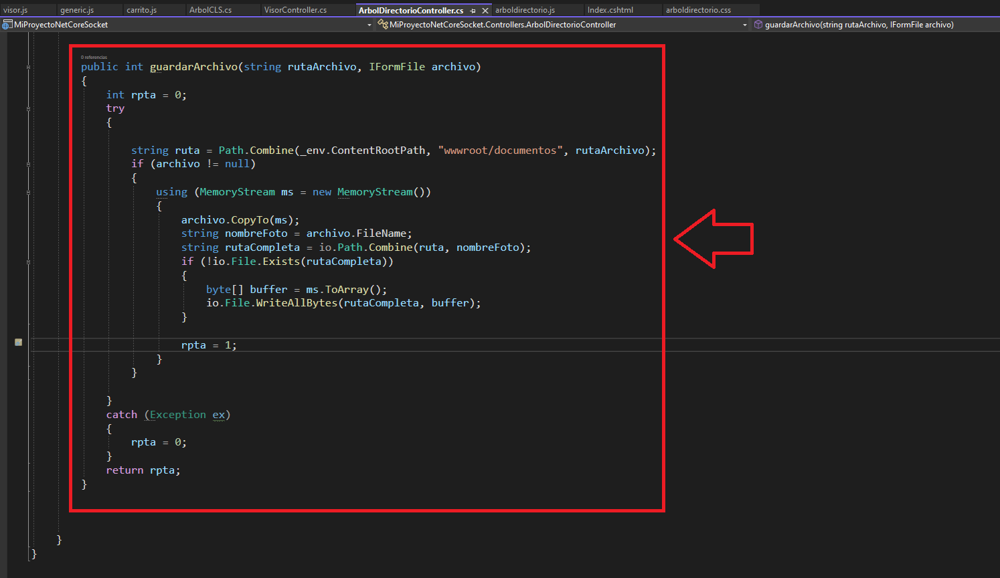 visor.js generic.js carrito.js ArbolCLS.cs VisorController.cs ArbolDirectorioController.cs arboldirectorio.js Index.cshtml arboldirectorio.css
MiProyectoNetCoreSocket MiProyectoNetCoreSocket.Controllers.ArbolDirectorioController guardarArchivo(string rutaArchivo, IFormFile archivo)
0 referencias
public int guardarArchivo(string rutaArchivo, IFormFile archivo)
{
int rpta = 0;
try
{
string ruta = Path.Combine(_env.ContentRootPath, "wwwroot/documentos", rutaArchivo);
if (archivo != null)
{
using (MemoryStream ms = new MemoryStream())
{
archivo.CopyTo(ms);
string nombreFoto = archivo.FileName;
string rutaCompleta = io.Path.Combine(ruta, nombreFoto);
if (!io.File.Exists(rutaCompleta))
{
byte[] buffer = ms.ToArray();
io.File.WriteAllBytes(rutaCompleta, buffer);
}
rpta = 1;
}
}
}
catch (Exception ex)
{
rpta = 0;
}
return rpta;
}
}
}